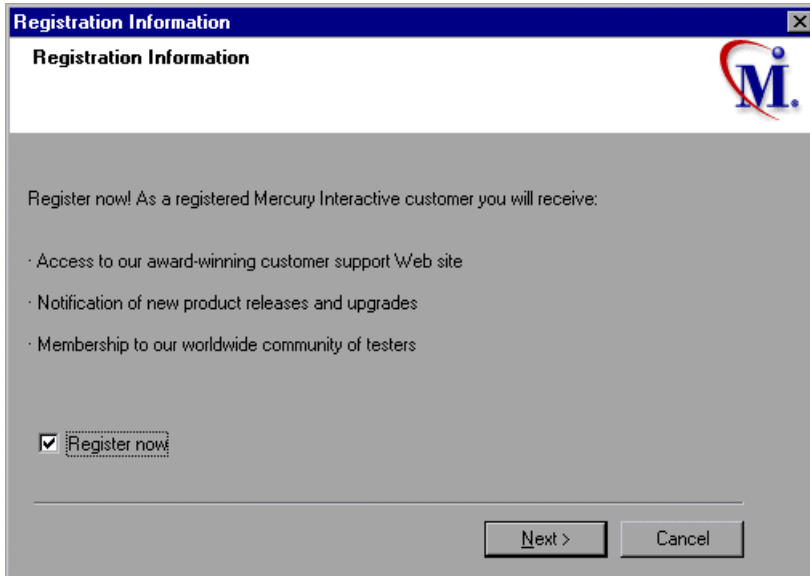 Registration Information
Registration Information
M.
Register now! As a registered Mercury Interactive customer you will receive:
· Access to our award-winning customer support Web site
· Notification of new product releases and upgrades
· Membership to our worldwide community of testers
Register now
Next > Cancel